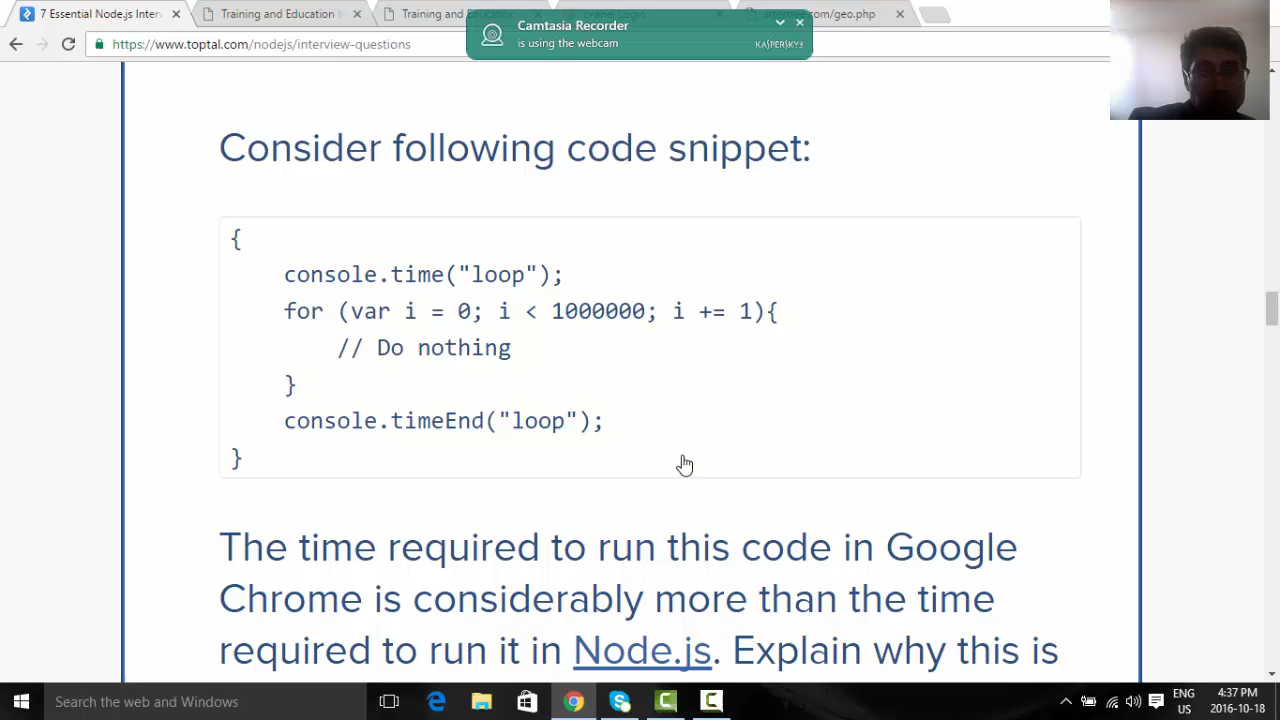 7 Essential Node.js Inter
Training and Education
Training and Education
Camtasia Recorder
is using the webcam
KASPERSKY
.com/geo.php
https://www.toptal.com/nodejs/interview-questions
Consider following code snippet:
{
console.time("loop");
for (var i = 0; i < 1000000; i += 1){
// Do nothing
}
console.timeEnd("loop");
}
The time required to run this code in Google
Chrome is considerably more than the time
required to run it in Node.js. Explain why this is
Search the web and Windows
ENG
US
4:37 PM
2016-10-18